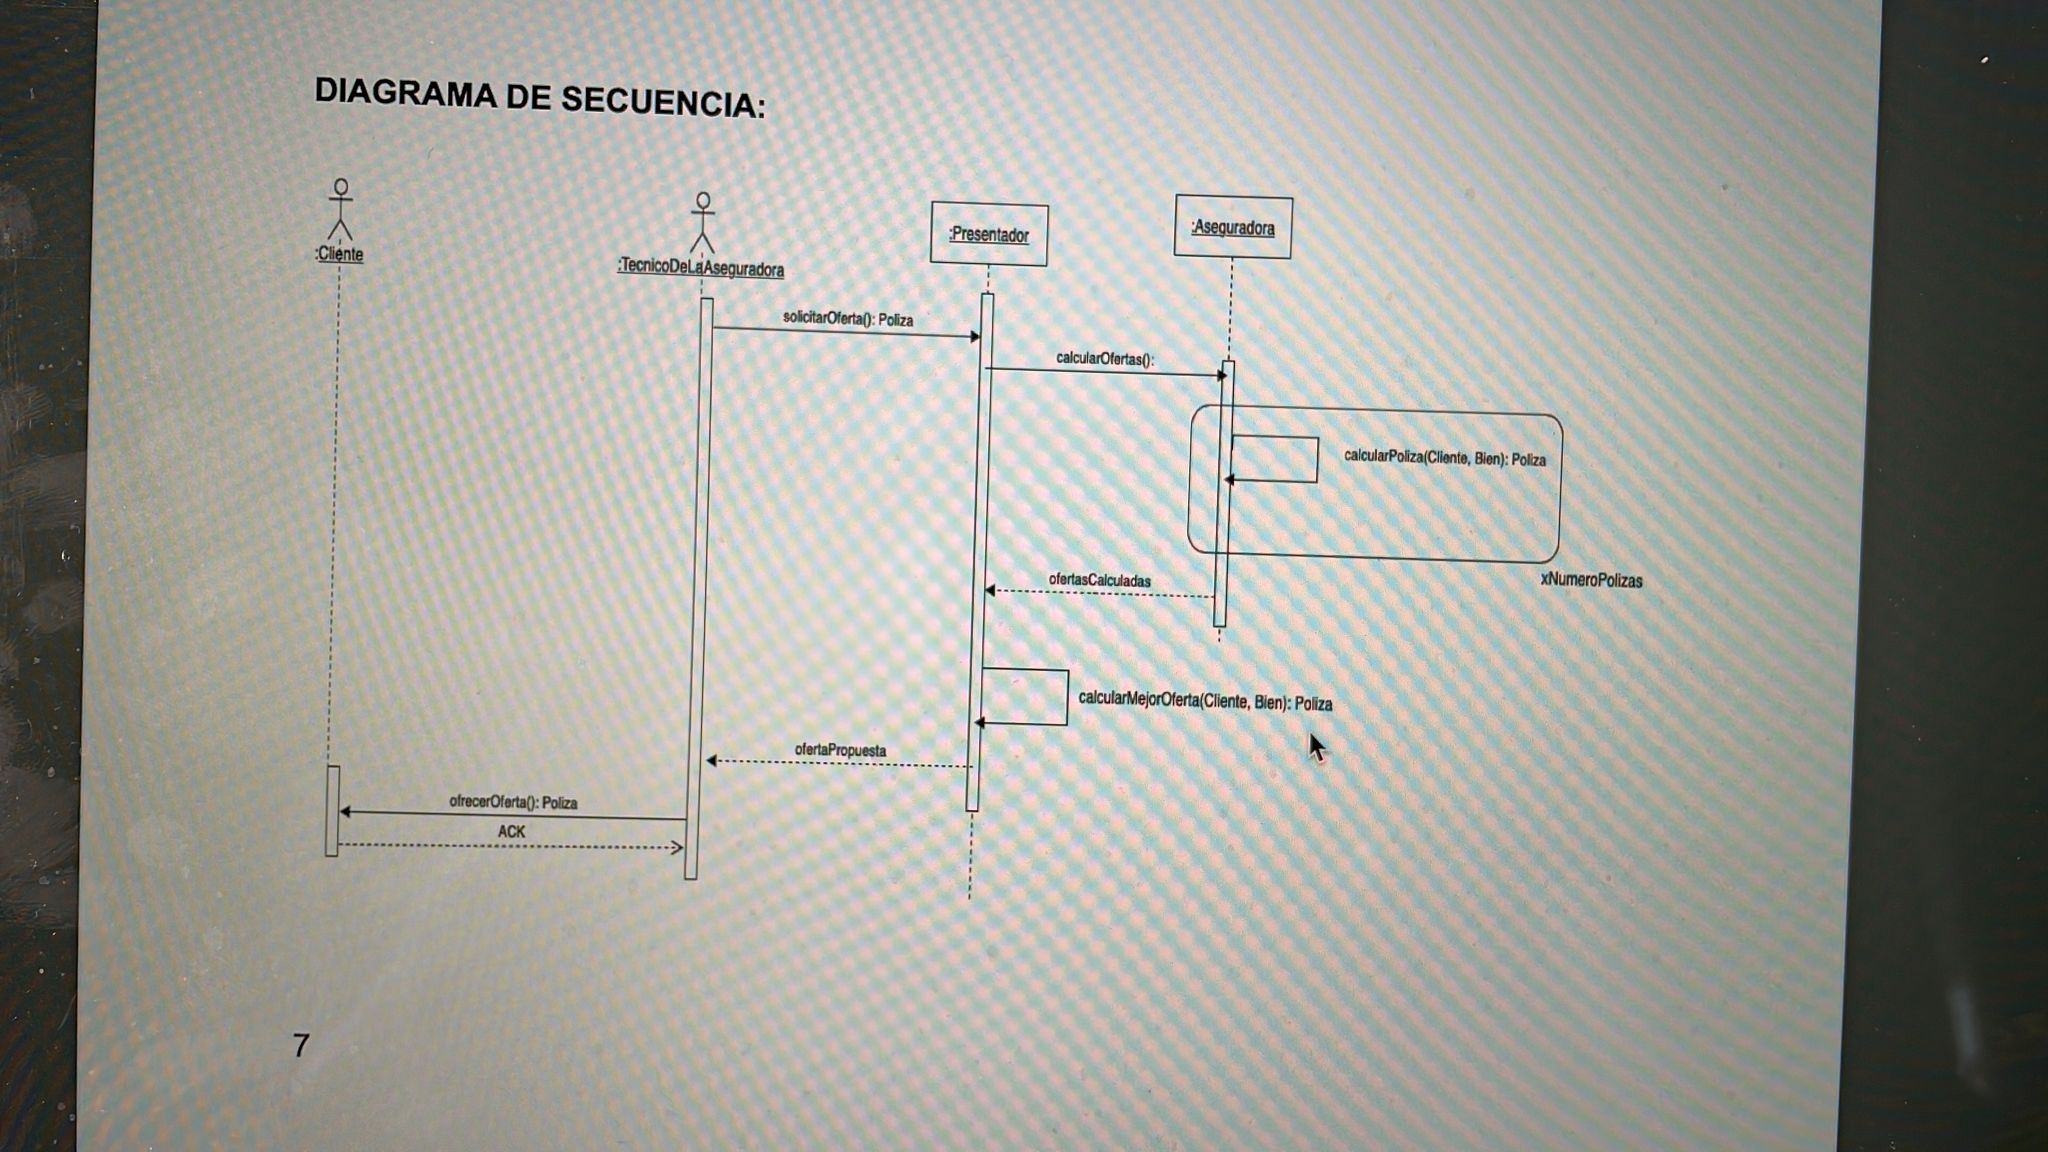 DIAGRAMA DE SECUENCIA:
:Cliente
:TecnicoDeLaAseguradora
:Presentador
:Aseguradora
solicitarOferta(): Poliza
calcularOfertas():
calcularPoliza(Cliente, Bien): Poliza
xNumeroPolizas
ofertasCalculadas
calcularMejorOferta(Cliente, Bien): Poliza
ofertaPropuesta
ofrecerOferta(): Poliza
ACK
7